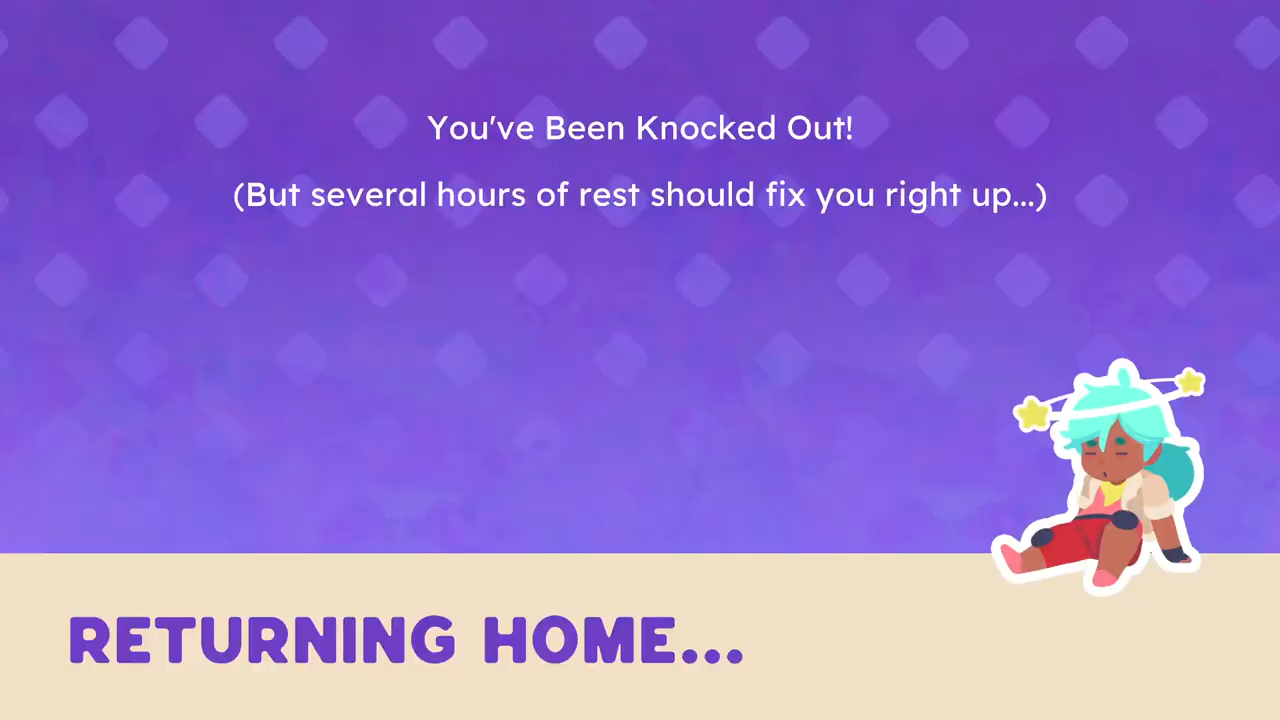 You've Been Knocked Out!
(But several hours of rest should fix you right up...)
RETURNING HOME...